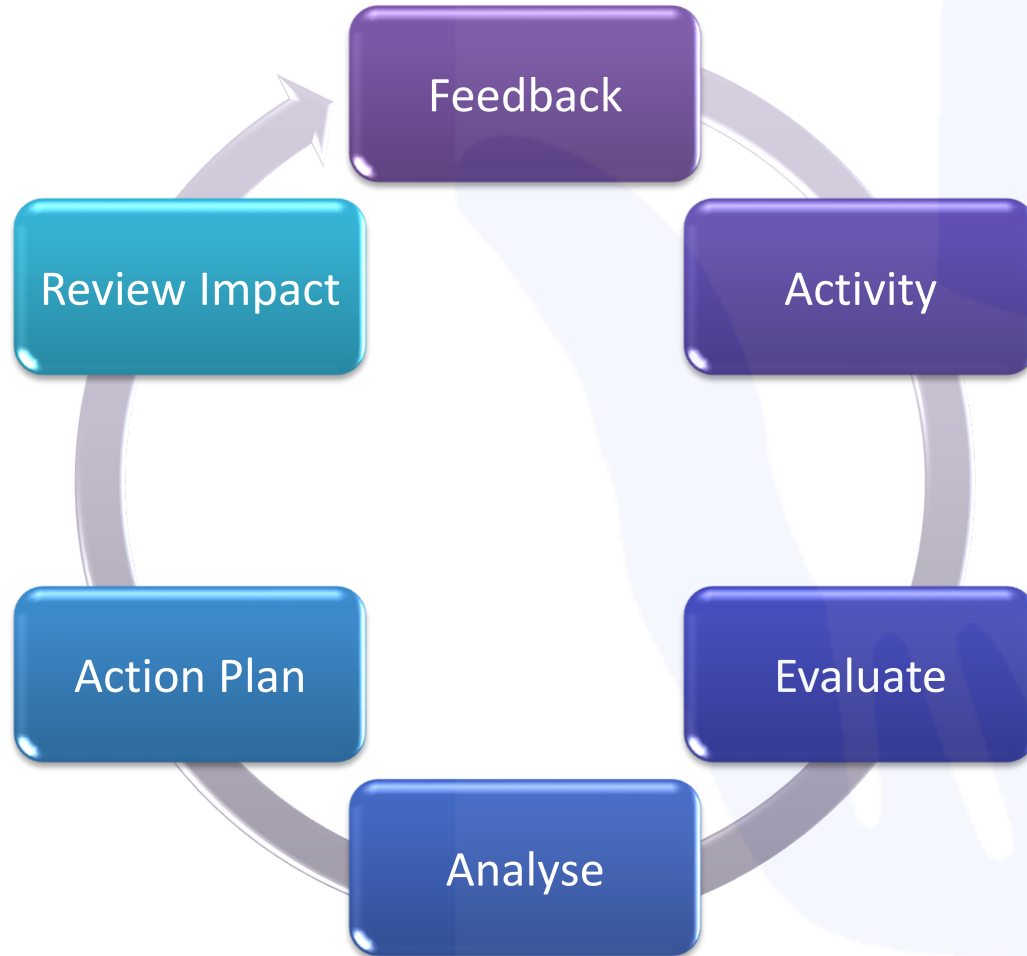 Feedback
Activity
Evaluate
Analyse
Action Plan
Review Impact